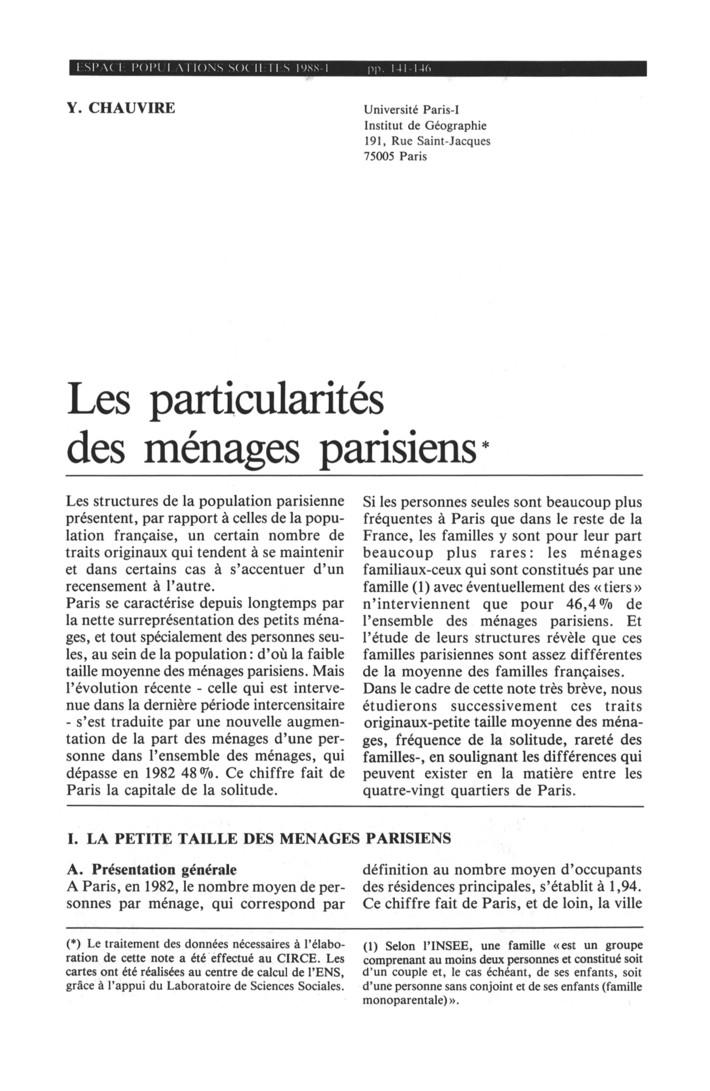 ESPACE POPULATIONS SOCIETES 1988-1 pp. 141-146
Y. CHAUVIRE
Université Paris-I
Institut de Géographie
191, Rue Saint-Jacques
75005 Paris
Les particularités
des ménages parisiens*
Les structures de la population parisienne
présentent, par rapport à celles de la popu-
lation française, un certain nombre de
traits originaux qui tendent à se maintenir
et dans certains cas à s'accentuer d'un
recensement à l'autre.
Paris se caractérise depuis longtemps par
la nette surreprésentation des petits ména-
ges, et tout spécialement des personnes seu-
les, au sein de la population : d'où la faible
taille moyenne des ménages parisiens. Mais
l'évolution récente - celle qui est interve-
nue dans la dernière période intercensitaire
- s'est traduite par une nouvelle augmen-
tation de la part des ménages d'une per-
sonne dans l'ensemble des ménages, qui
dépasse en 1982 48 %. Ce chiffre fait de
Paris la capitale de la solitude.
Si les personnes seules sont beaucoup plus
fréquentes à Paris que dans le reste de la
France, les familles y sont pour leur part
beaucoup plus rares : les ménages
familiaux-ceux qui sont constitués par une
famille (1) avec éventuellement des « tiers »
n'interviennent que pour 46,4 % de
l'ensemble des ménages parisiens. Et
l'étude de leurs structures révèle que ces
familles parisiennes sont assez différentes
de la moyenne des familles françaises.
Dans le cadre de cette note très brève, nous
étudierons successivement ces traits
originaux-petite taille moyenne des ména-
ges, fréquence de la solitude, rareté des
familles-, en soulignant les différences qui
peuvent exister en la matière entre les
quatre-vingt quartiers de Paris.
I. LA PETITE TAILLE DES MENAGES PARISIENS
A. Présentation générale
A Paris, en 1982, le nombre moyen de per-
sonnes par ménage, qui correspond par
définition au nombre moyen d'occupants
des résidences principales, s'établit à 1,94.
Ce chiffre fait de Paris, et de loin, la ville
(*) Le traitement des données nécessaires à l'élabo-
ration de cette note a été effectué au CIRCE. Les
cartes ont été réalisées au centre de calcul de l'ENS,
grâce à l'appui du Laboratoire de Sciences Sociales.
(1) Selon l'INSEE, une famille « est un groupe
comprenant au moins deux personnes et constitué soit
d'un couple et, le cas échéant, de ses enfants, soit
d'une personne sans conjoint et de ses enfants (famille
monoparentale) ».